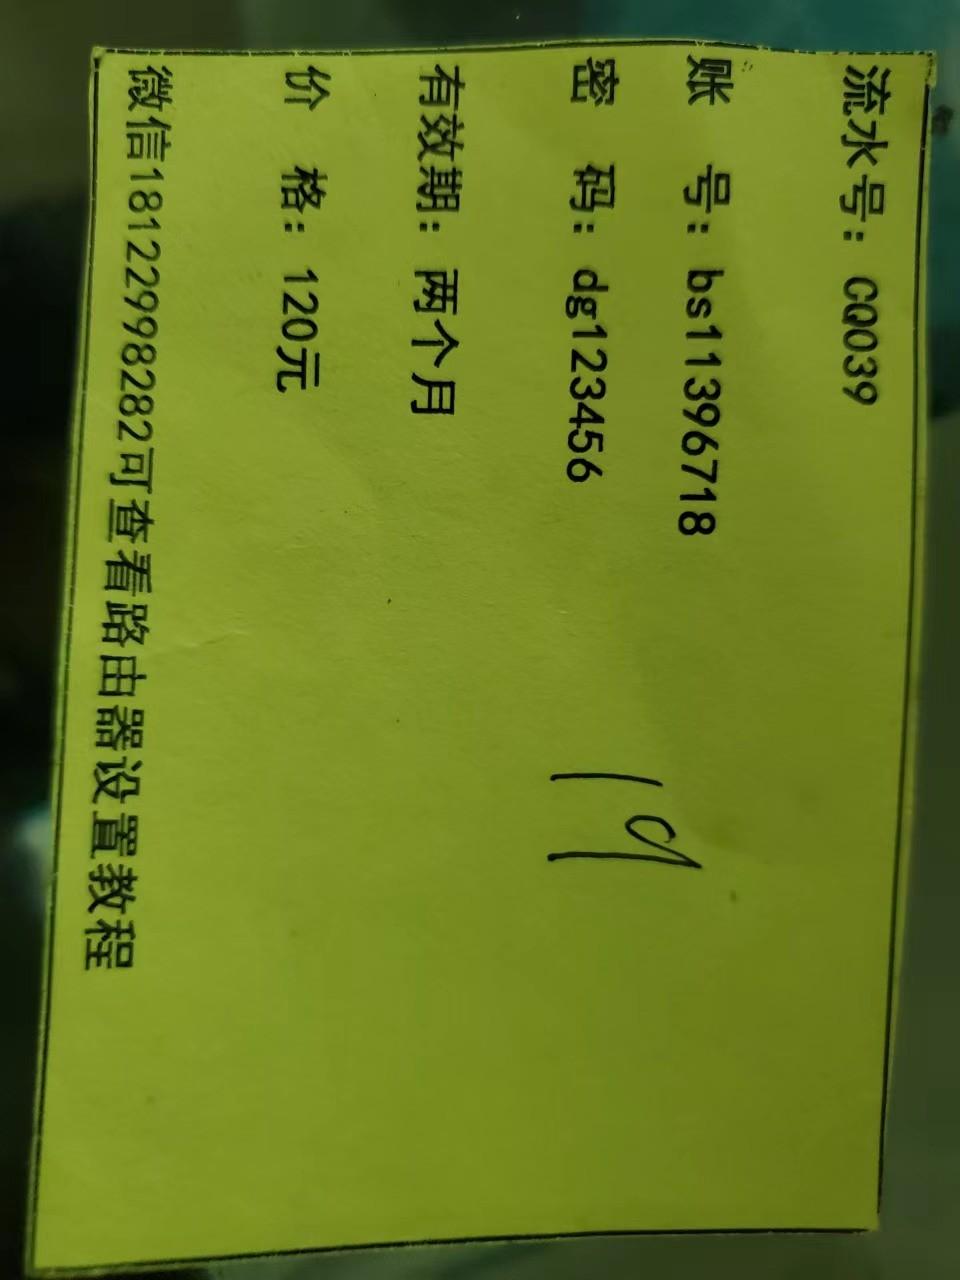 流水号：CQ039
账 号：bs11396718
密 码：dg123456
19
有效期：两个月
价 格：120元
微信18122998282可查看路由器设置教程